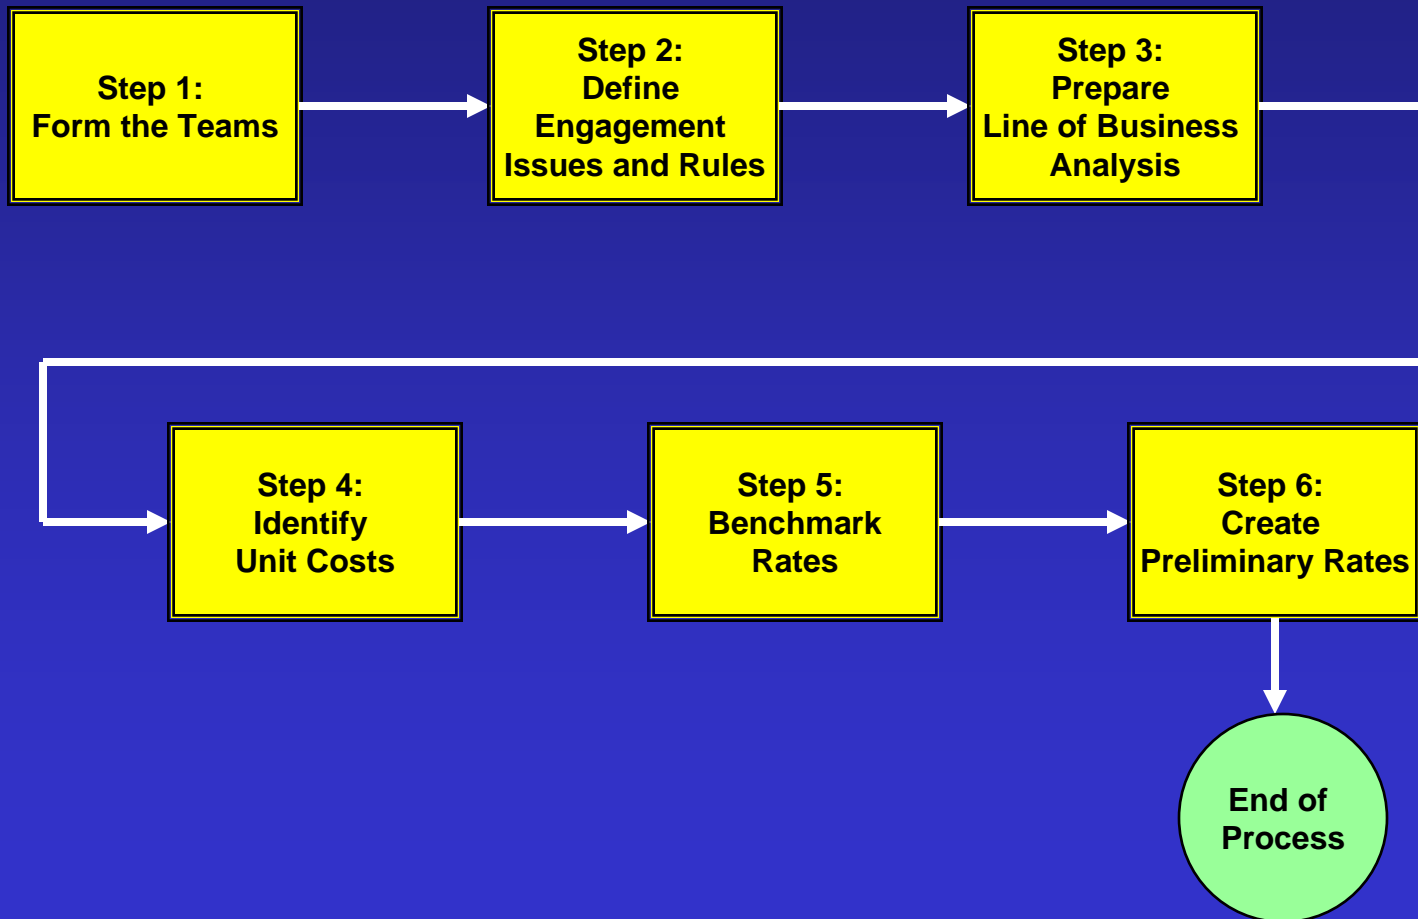 Step 1:
Form the Teams
Step 2:
Define
Engagement
Issues and Rules
Step 3:
Prepare
Line of Business
Analysis
Step 4:
Identify
Unit Costs
Step 5:
Benchmark
Rates
Step 6:
Create
Preliminary Rates
End of
Process